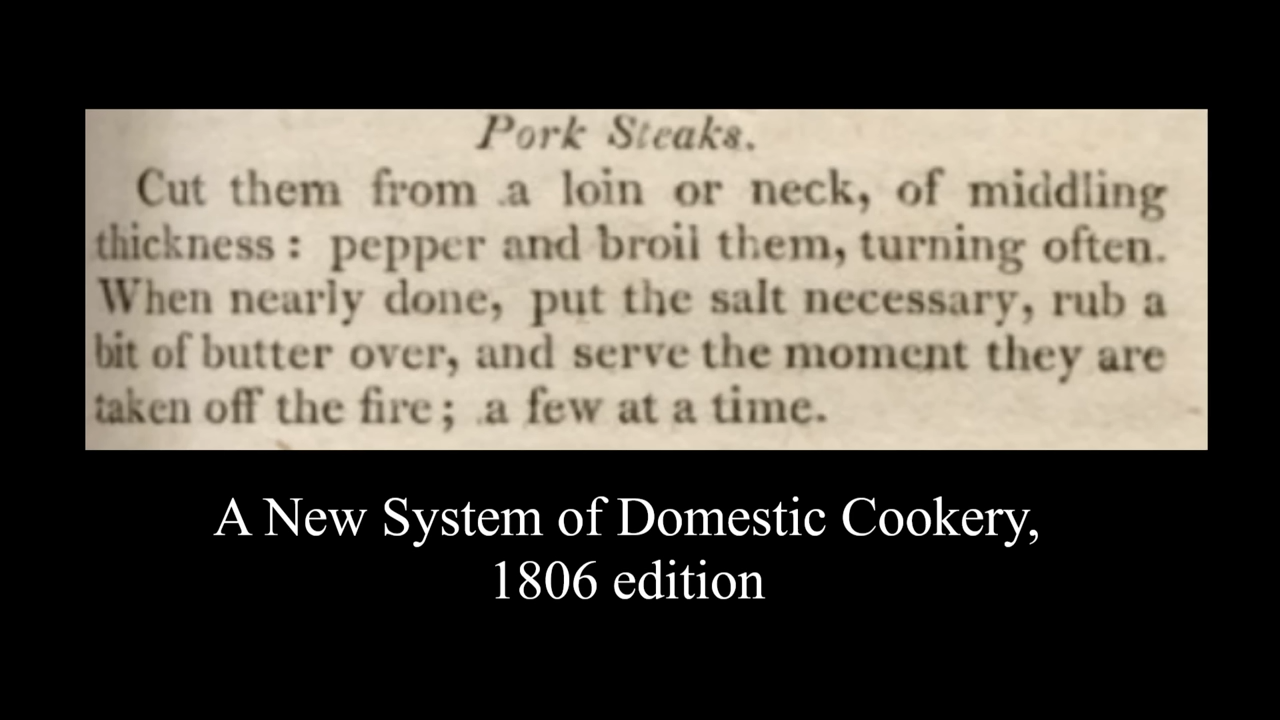 Pork Steaks.
Cut them from a loin or neck, of middling
thickness: pepper and broil them, turning often.
When nearly done, put the salt necessary, rub a
bit of butter over, and serve the moment they are
taken off the fire; a few at a time.
A New System of Domestic Cookery,
1806 edition